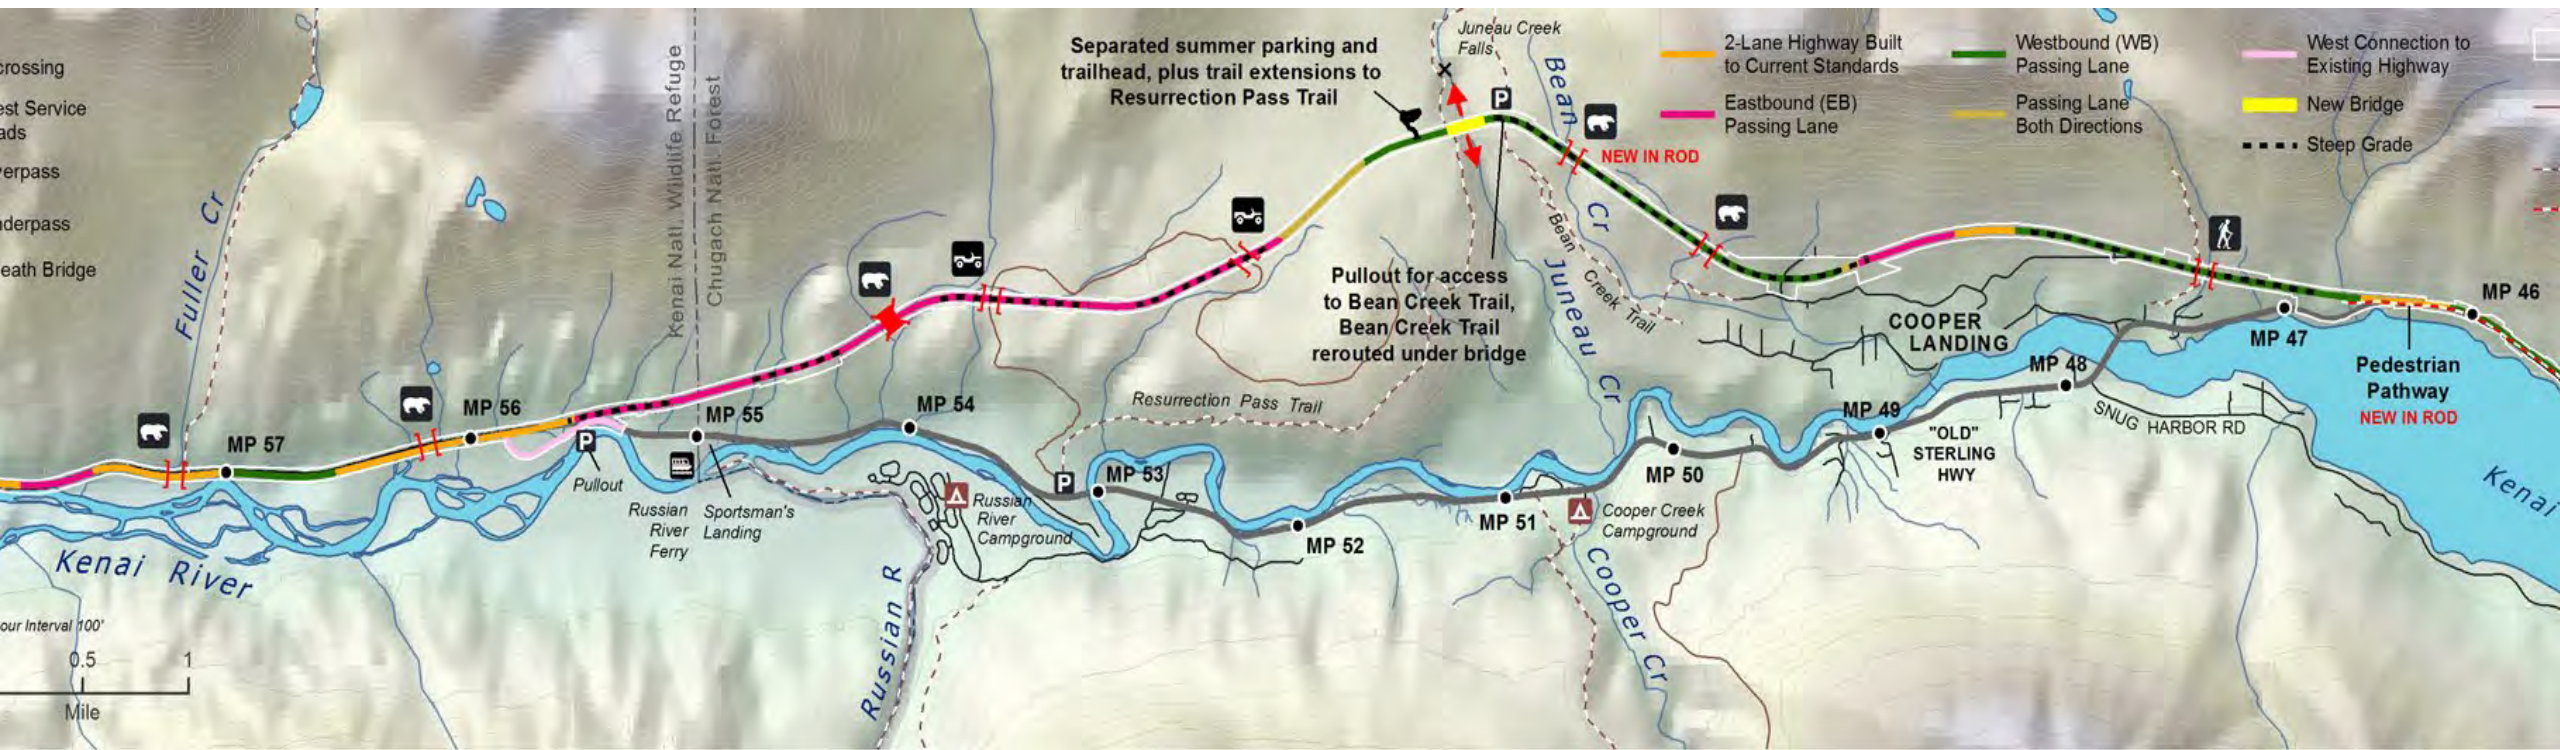 crossing
est Service
ads
erpass
nderpass
eath Bridge
Fuller Cr
Kenai Ni Natl. Wildlife Refuge
Chugach Natl. Forest
Separated summer parking and
trailhead, plus trail extensions to
Resurrection Pass Trail
Juneau Creek
Falls
P
Bean
Cr
NEW IN ROD
2-Lane Highway Built
to Current Standards
Eastbound (EB)
Passing Lane
Westbound (WB)
Passing Lane
Passing Lane
Both Directions
West Connection to
Existing Highway
New Bridge
Steep Grade
Pullout for access
to Bean Creek Trail,
Bean Creek Trail
rerouted under bridge
Bean Creek Trail
Juneau Cr
Resurrection Pass Trail
COOPER
LANDING
MP 46
MP 47
MP 48
MP 49
MP 50
MP 51
MP 52
MP 53
MP 54
MP 55
MP 56
MP 57
Pedestrian
Pathway
NEW IN ROD
SNUG HARBOR RD
"OLD"
STERLING
HWY
Kenai
P
Pullout
Russian
River
Ferry
Sportsman's
Landing
P
Russian
River
Campground
Cooper Creek
Campground
Cooper Cr
Russian R
Kenai River
our Interval 100'
0.5
1
Mile